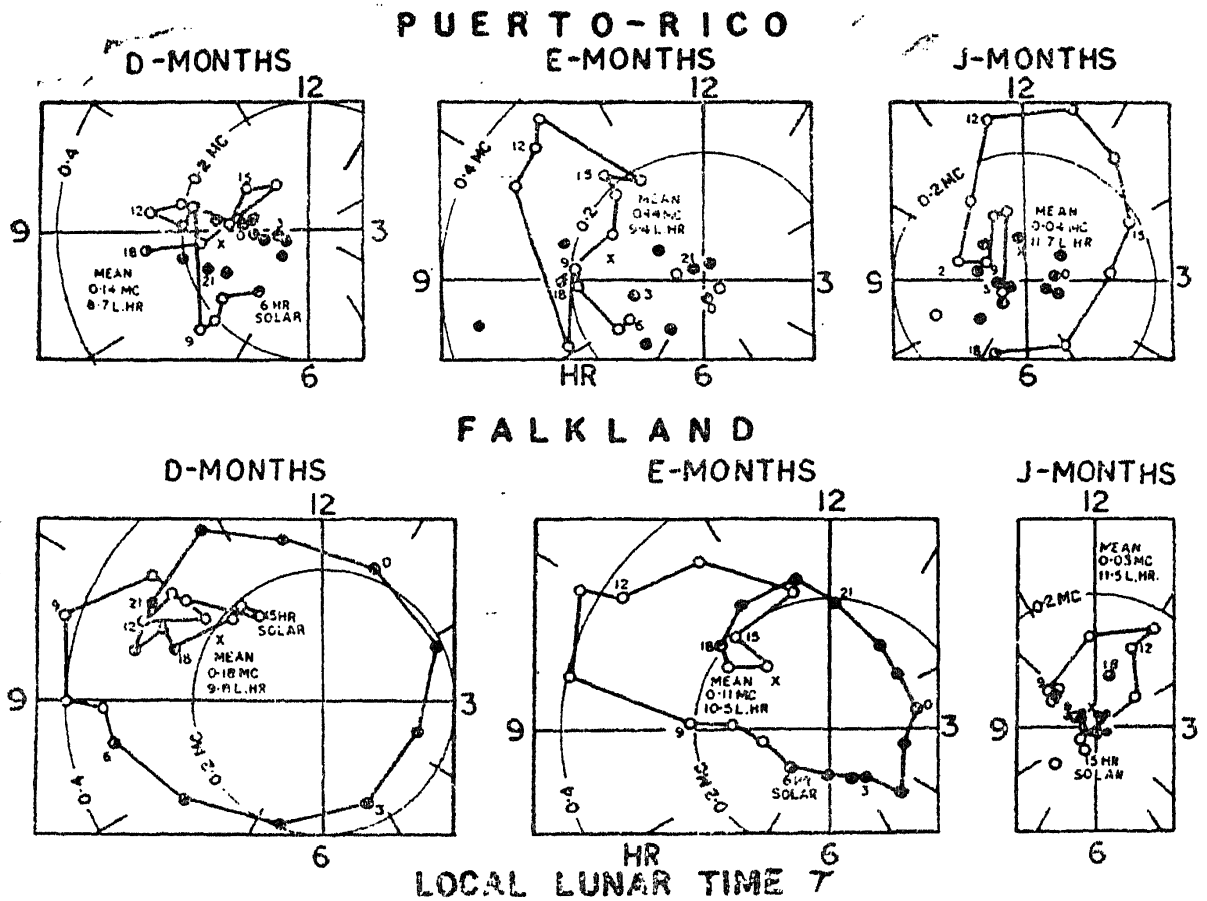 PUERTO-RICO
D-MONTHS
E-MONTHS
J-MONTHS
12
12
12
0.4
0.2 MC
15
12
9
3
18
21
MEAN
0.14 MC
8.7 L.HR
6 HR
SOLAR
9
6
0.4 MC
12
15
0.2
MEAN
0.14 MC
9.4 L.HR
9
9
21
3
18
3
6
0
HR
6
12
0.2 MC
MEAN
0.04 MC
11.7 L.HR
15
2
9
0
9
3
3
18
6
FALKLAND
D-MONTHS
E-MONTHS
J-MONTHS
12
12
12
0
9
21
12
15HR
SOLAR
18
MEAN
0.18 MC
9
3
6
0.2 MC
0.4
3
6
12
21
15
18
MEAN
0.11 MC
10.5 L.HR
0
9
9
3
6 HR
SOLAR
3
0.4
0.2 MC
HR
6
MEAN
0.03 MC
11.5 L.HR.
0.2 MC
12
18
9
9
3
15 HR
SOLAR
6
LOCAL LUNAR TIME τ